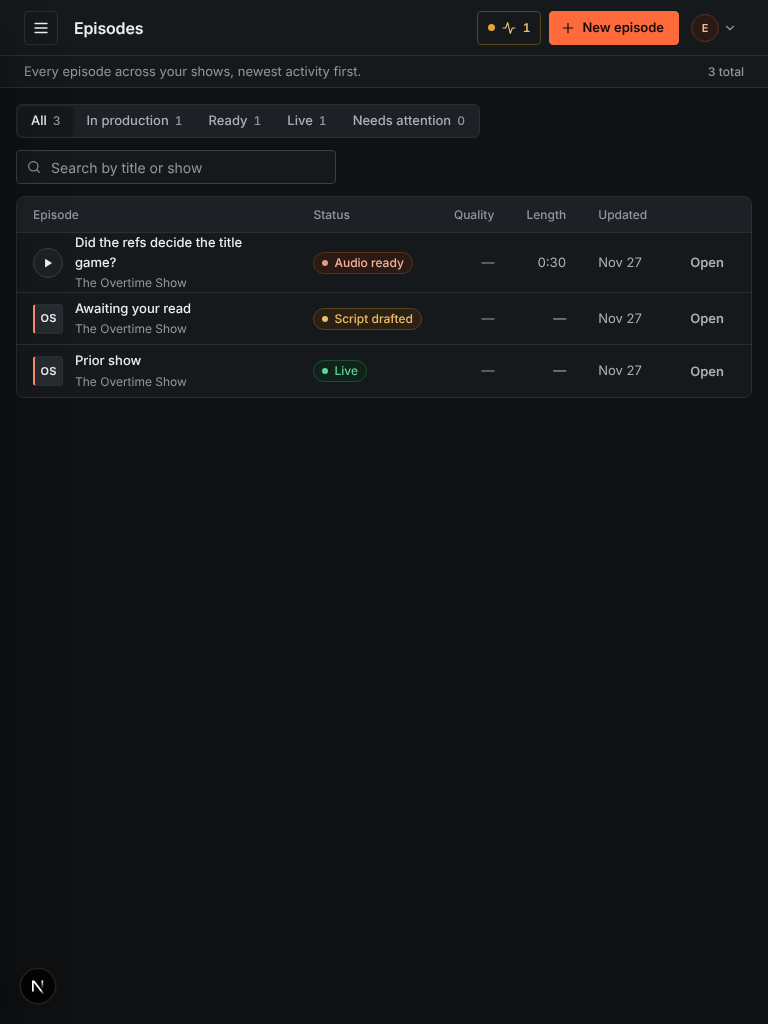 Episodes
1
New episode
E
Every episode across your shows, newest activity first.
3 total
All 3
In production 1
Ready 1
Live 1
Needs attention 0
Search by title or show
Episode Status Quality Length Updated
Did the refs decide the title
game?
The Overtime Show
Audio ready — 0:30 Nov 27 Open
OS
Awaiting your read
The Overtime Show
Script drafted — — Nov 27 Open
OS
Prior show
The Overtime Show
Live — — Nov 27 Open
N